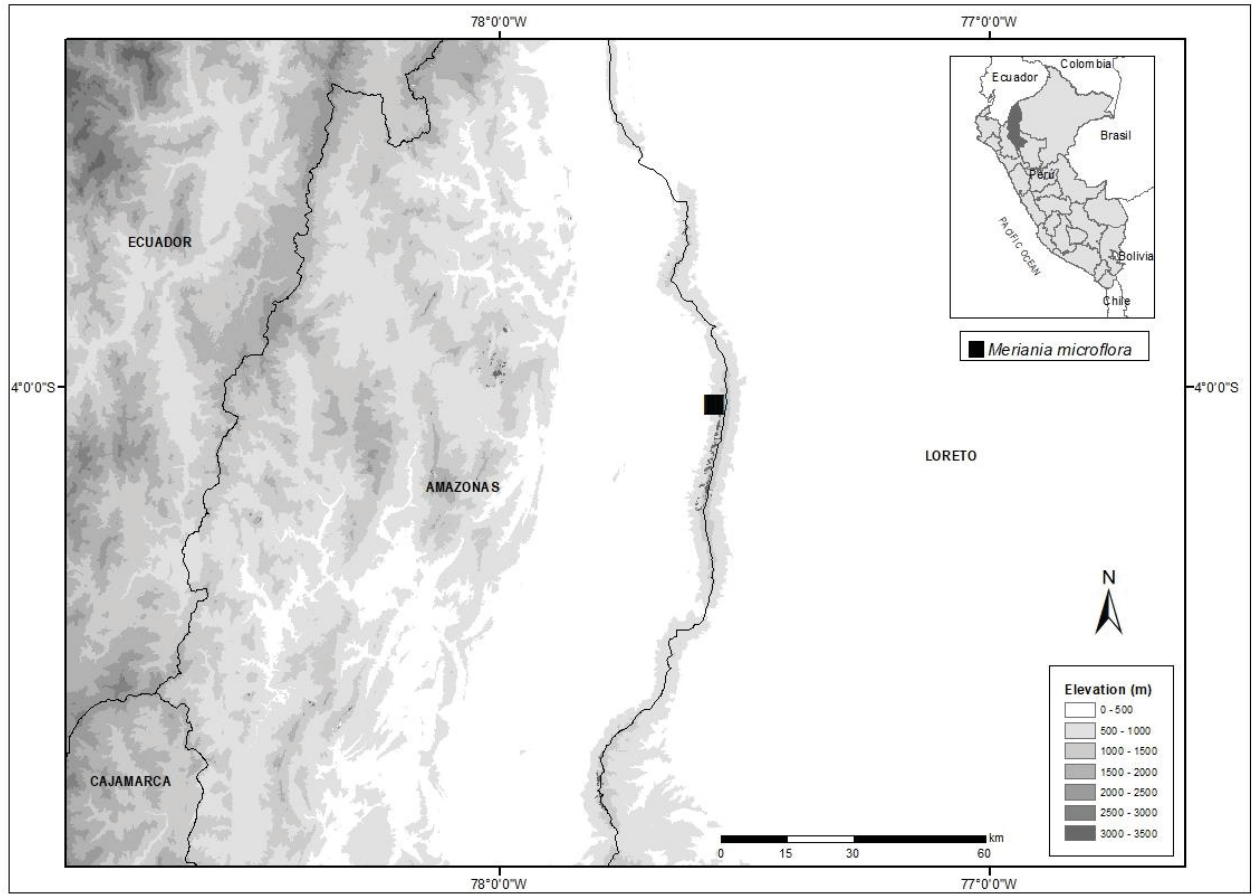 78°0'0"W
77°0'0"W
Colombia
Ecuador
Brasil
Perú
PACIFIC OCEAN
Bolivia
Chile
ECUADOR
Meriania microflora
4°0'0"S
4°0'0"S
LORETO
AMAZONAS
N
Elevation (m)
0 - 500
500 - 1000
1000 - 1500
1500 - 2000
2000 - 2500
2500 - 3000
3000 - 3500
CAJAMARCA
km
0 15 30 60
78°0'0"W
77°0'0"W